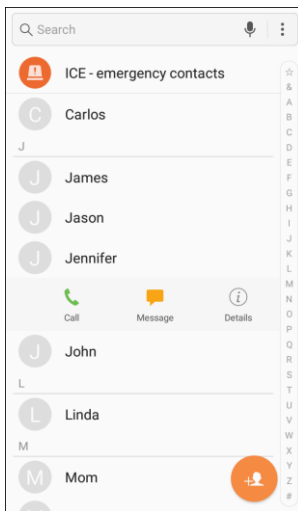 Search
ICE - emergency contacts
C Carlos
J
J James
J Jason
J Jennifer
Call Message Details
J John
L
L Linda
M
M Mom
&
A
B
C
D
E
F
G
H
I
J
K
L
M
N
O
P
Q
R
S
T
U
V
W
X
Y
Z
#